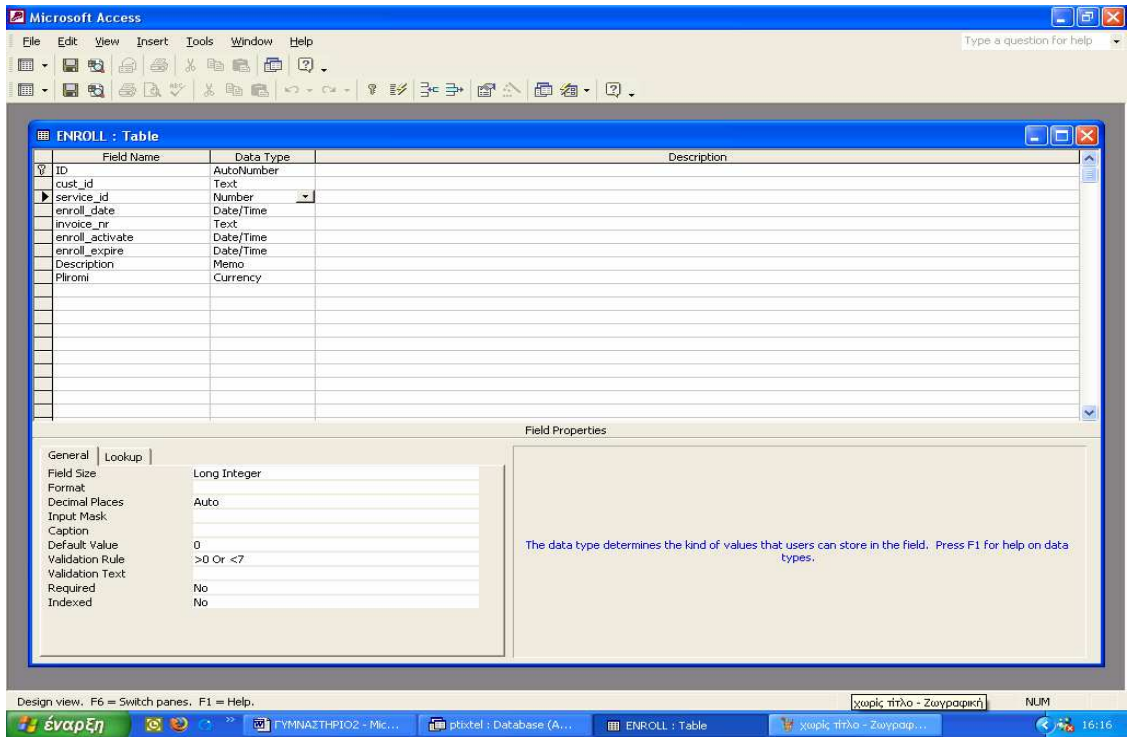 Microsoft Access
File Edit View Insert Tools Window Help
Type a question for help
ENROLL : Table
Field Name Data Type Description
ID AutoNumber
cust_id Text
service_id Number
enroll_date Date/Time
invoice_nr Text
enroll_activate Date/Time
enroll_expire Date/Time
Description Memo
Pliromi Currency
Field Properties
General Lookup
Field Size Long Integer
Format
Decimal Places Auto
Input Mask
Caption
Default Value 0
Validation Rule >0 Or <7
Validation Text
Required No
Indexed No
The data type determines the kind of values that users can store in the field. Press F1 for help on data
types.
Design view. F6 = Switch panes. F1 = Help.
χωρίς τίτλο - Ζωγραφική
NUM
έναρξη
ΓΥΜΝΑΣΤΗΡΙΟ2 - Mic...
ptixtel : Database (A...
ENROLL : Table
χωρίς τίτλο - Ζωγραφ...
16:16